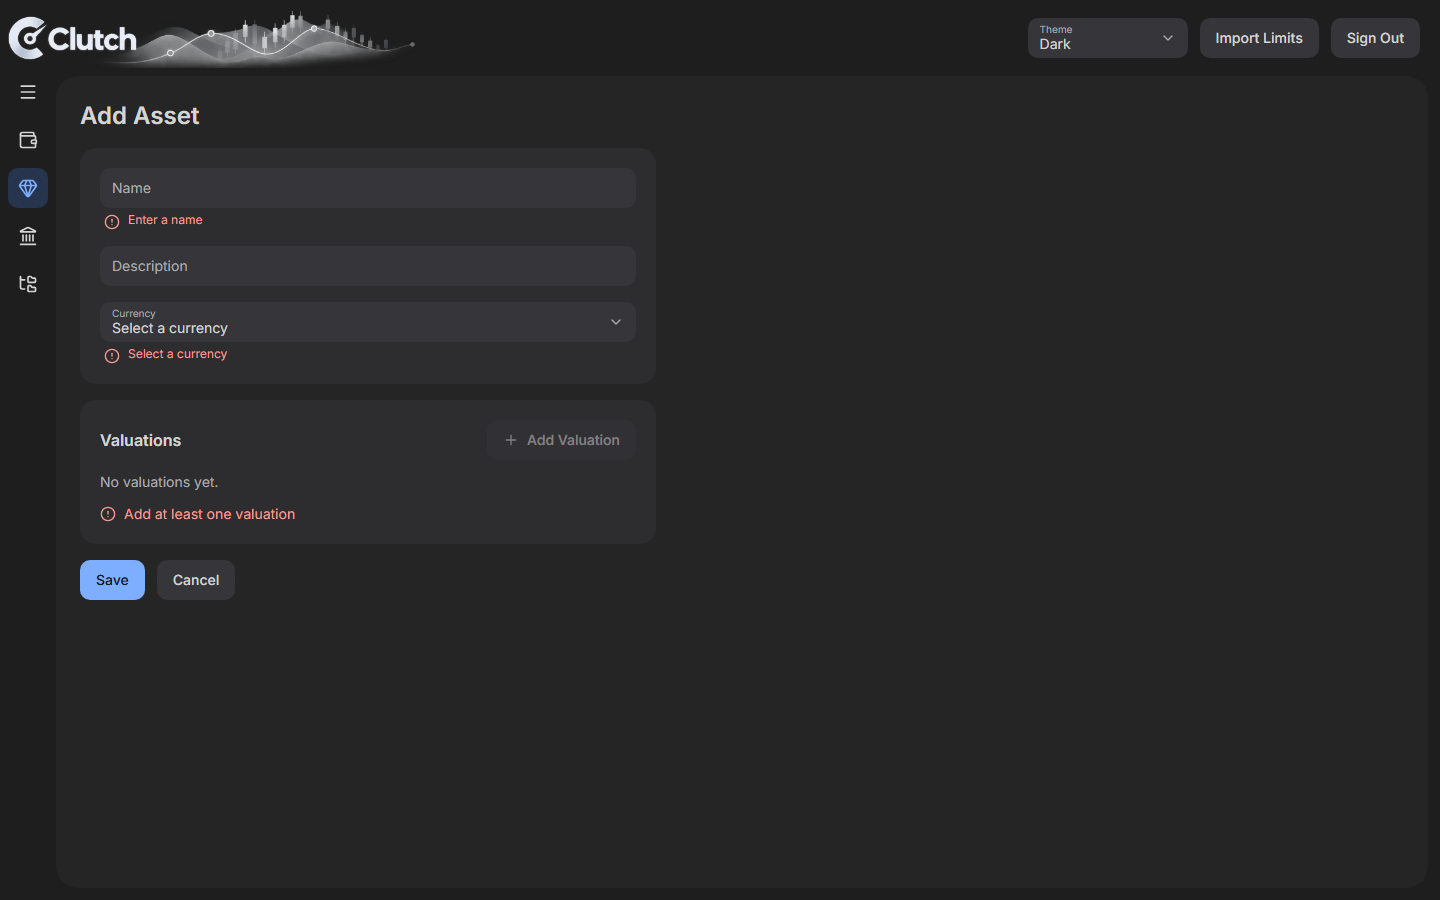 Clutch
Theme
Dark
Import Limits
Sign Out
Add Asset
Name
Enter a name
Description
Currency
Select a currency
Select a currency
Valuations
Add Valuation
No valuations yet.
Add at least one valuation
Save
Cancel